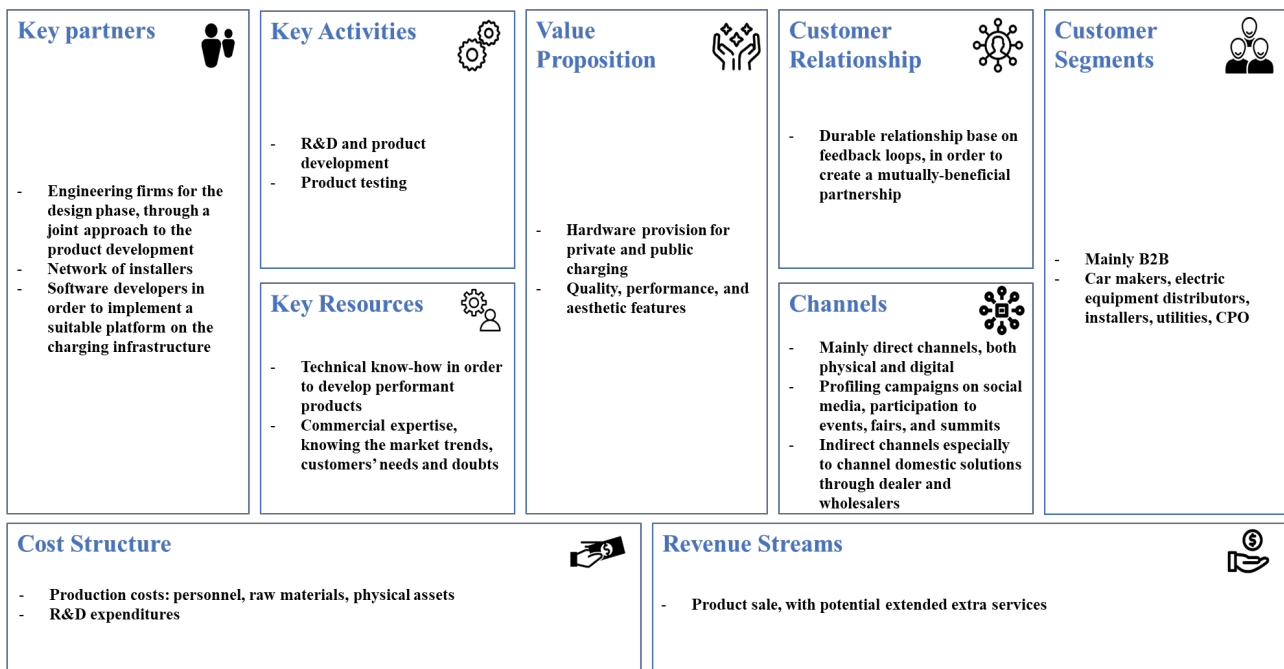 Key partners
- Engineering firms for the
design phase, through a
joint approach to the
product development
- Network of installers
- Software developers in
order to implement a
suitable platform on the
charging infrastructure
Key Activities
- R&D and product
development
- Product testing
Key Resources
- Technical know-how in order
to develop performant
products
- Commercial expertise,
knowing the market trends,
customers’ needs and doubts
Value
Proposition
- Hardware provision for
private and public
charging
- Quality, performance, and
aesthetic features
Customer
Relationship
- Durable relationship base on
feedback loops, in order to
create a mutually-beneficial
partnership
Channels
- Mainly direct channels, both
physical and digital
- Profiling campaigns on social
media, participation to
events, fairs, and summits
- Indirect channels especially
to channel domestic solutions
through dealer and
wholesalers
Customer
Segments
- Mainly B2B
- Car makers, electric
equipment distributors,
installers, utilities, CPO
Cost Structure
- Production costs: personnel, raw materials, physical assets
- R&D expenditures
Revenue Streams
- Product sale, with potential extended extra services